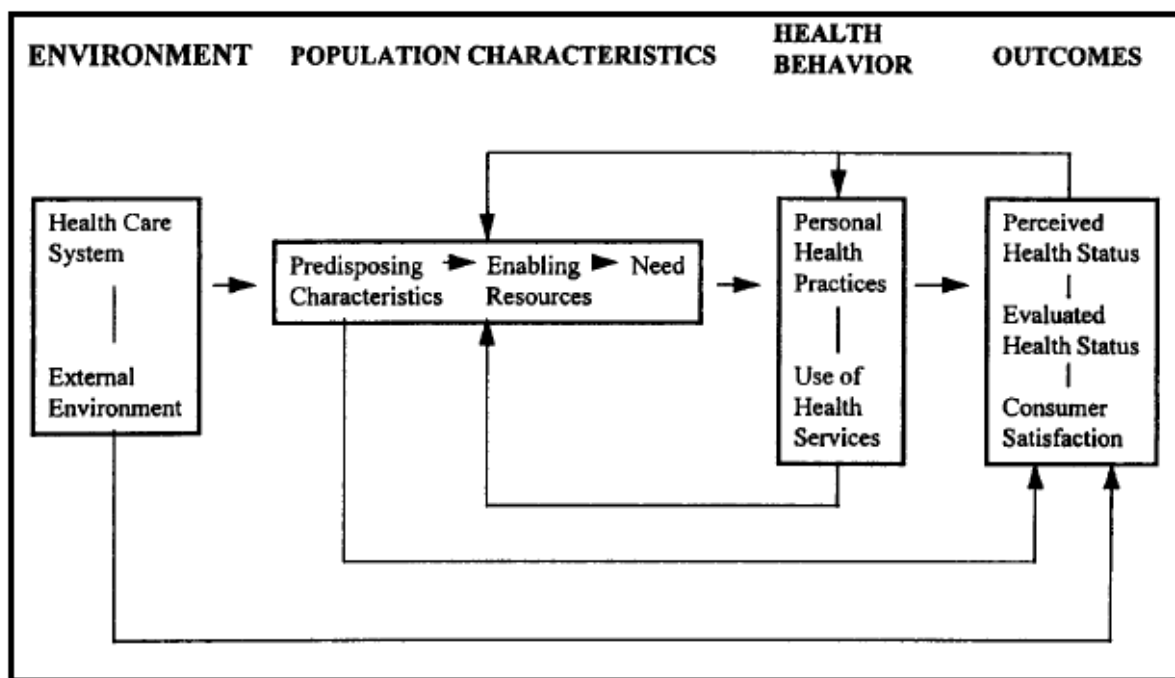 ENVIRONMENT
POPULATION CHARACTERISTICS
HEALTH
BEHAVIOR
OUTCOMES
Health Care
System
External
Environment
Predisposing
Characteristics
Enabling
Resources
Need
Personal
Health
Practices
Use of
Health
Services
Perceived
Health Status
Evaluated
Health Status
Consumer
Satisfaction